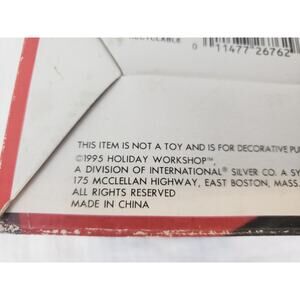 RECYCLABLE
0 11477 26762
THIS ITEM IS NOT A TOY AND IS FOR DECORATIVE PU
©1995 HOLIDAY WORKSHOP™,
A DIVISION OF INTERNATIONAL® SILVER CO. A SY
175 MCCLELLAN HIGHWAY, EAST BOSTON, MASS
ALL RIGHTS RESERVED
MADE IN CHINA